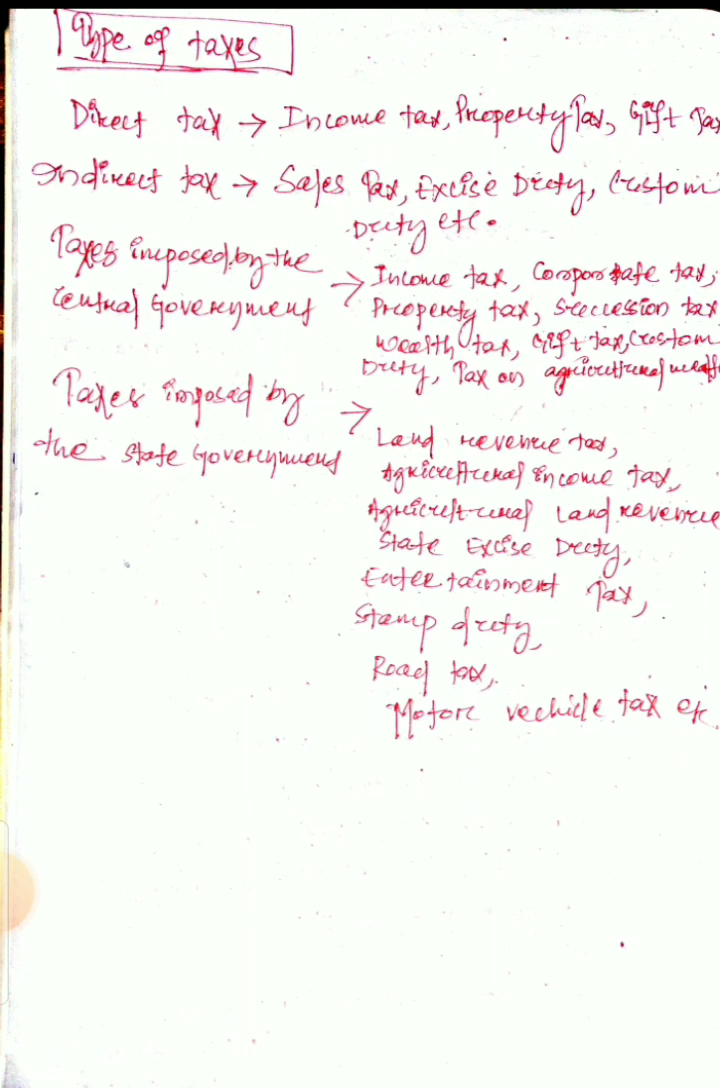 Type of taxes
Direct tax → Income tax, Property Tax, Gift Tax
Indirect tax → Sales Tax, Excise Duty, Custom
Duty etc.
Taxes imposed by the
Central Government → Income tax, Corporate tax,
Property tax, Succession tax
Wealth tax, Gift tax, Custom
Duty, Tax on agricultural wealth
Taxes imposed by
the State Government →
Land revenue tax,
Agricultural income tax,
Agricultural Land revenue
State Excise Duty,
Entertainment Tax,
Stamp duty,
Road tax,
Motor vechicle tax etc.